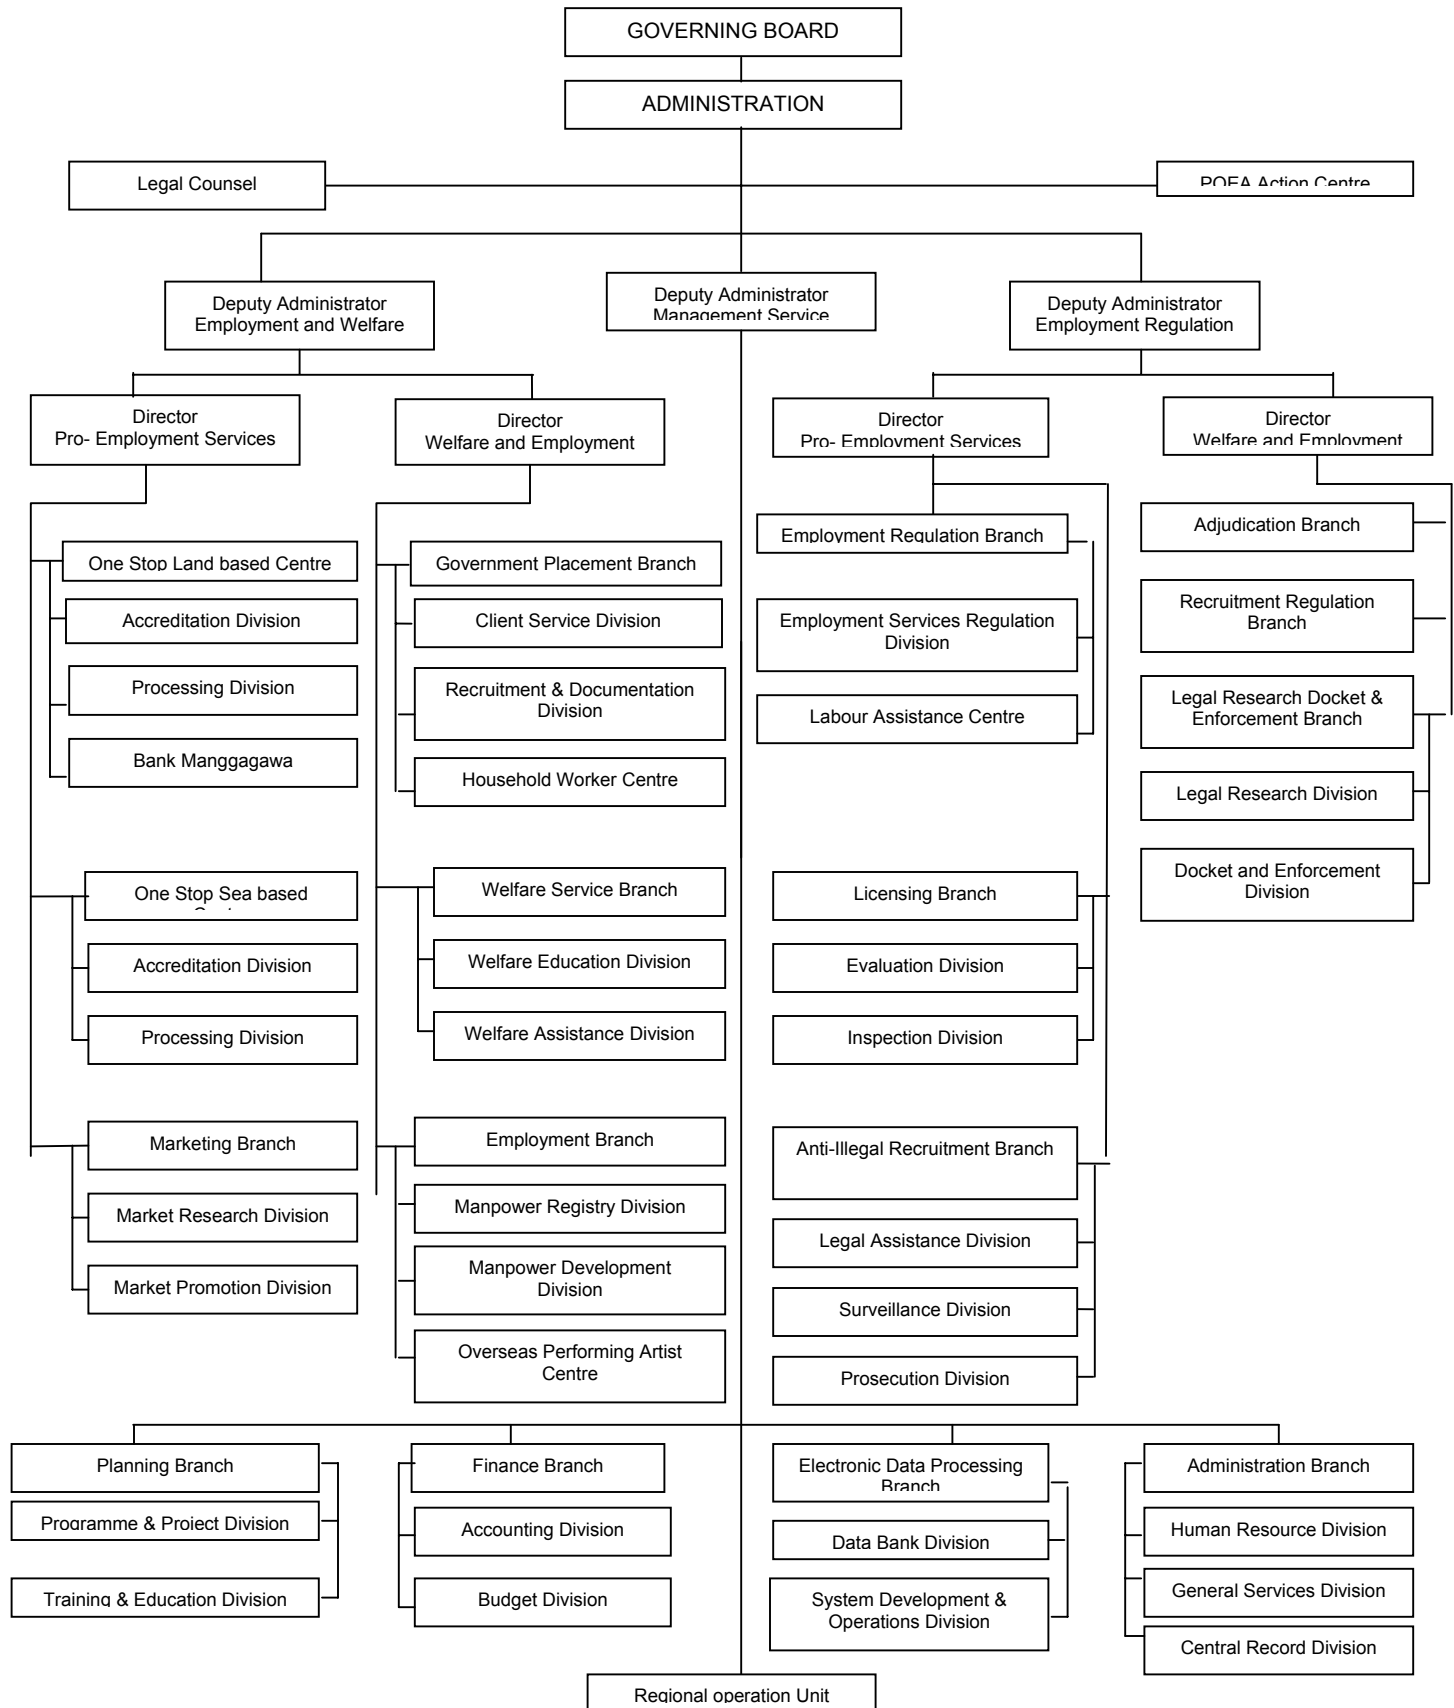 GOVERNING BOARD
ADMINISTRATION
Legal Counsel
POEA Action Centre
Deputy Administrator
Employment and Welfare
Deputy Administrator
Management Service
Deputy Administrator
Employment Regulation
Director
Pro- Employment Services
Director
Welfare and Employment
Director
Pro- Employment Services
Director
Welfare and Employment
One Stop Land based Centre
Accreditation Division
Processing Division
Bank Manggagawa
One Stop Sea based
Accreditation Division
Processing Division
Marketing Branch
Market Research Division
Market Promotion Division
Government Placement Branch
Client Service Division
Recruitment & Documentation
Division
Household Worker Centre
Welfare Service Branch
Welfare Education Division
Welfare Assistance Division
Employment Branch
Manpower Registry Division
Manpower Development
Division
Overseas Performing Artist
Centre
Employment Regulation Branch
Employment Services Regulation
Division
Labour Assistance Centre
Licensing Branch
Evaluation Division
Inspection Division
Anti-Illegal Recruitment Branch
Legal Assistance Division
Surveillance Division
Prosecution Division
Adjudication Branch
Recruitment Regulation
Branch
Legal Research Docket &
Enforcement Branch
Legal Research Division
Docket and Enforcement
Division
Planning Branch
Programme & Project Division
Training & Education Division
Finance Branch
Accounting Division
Budget Division
Electronic Data Processing
Branch
Data Bank Division
System Development &
Operations Division
Administration Branch
Human Resource Division
General Services Division
Central Record Division
Regional operation Unit